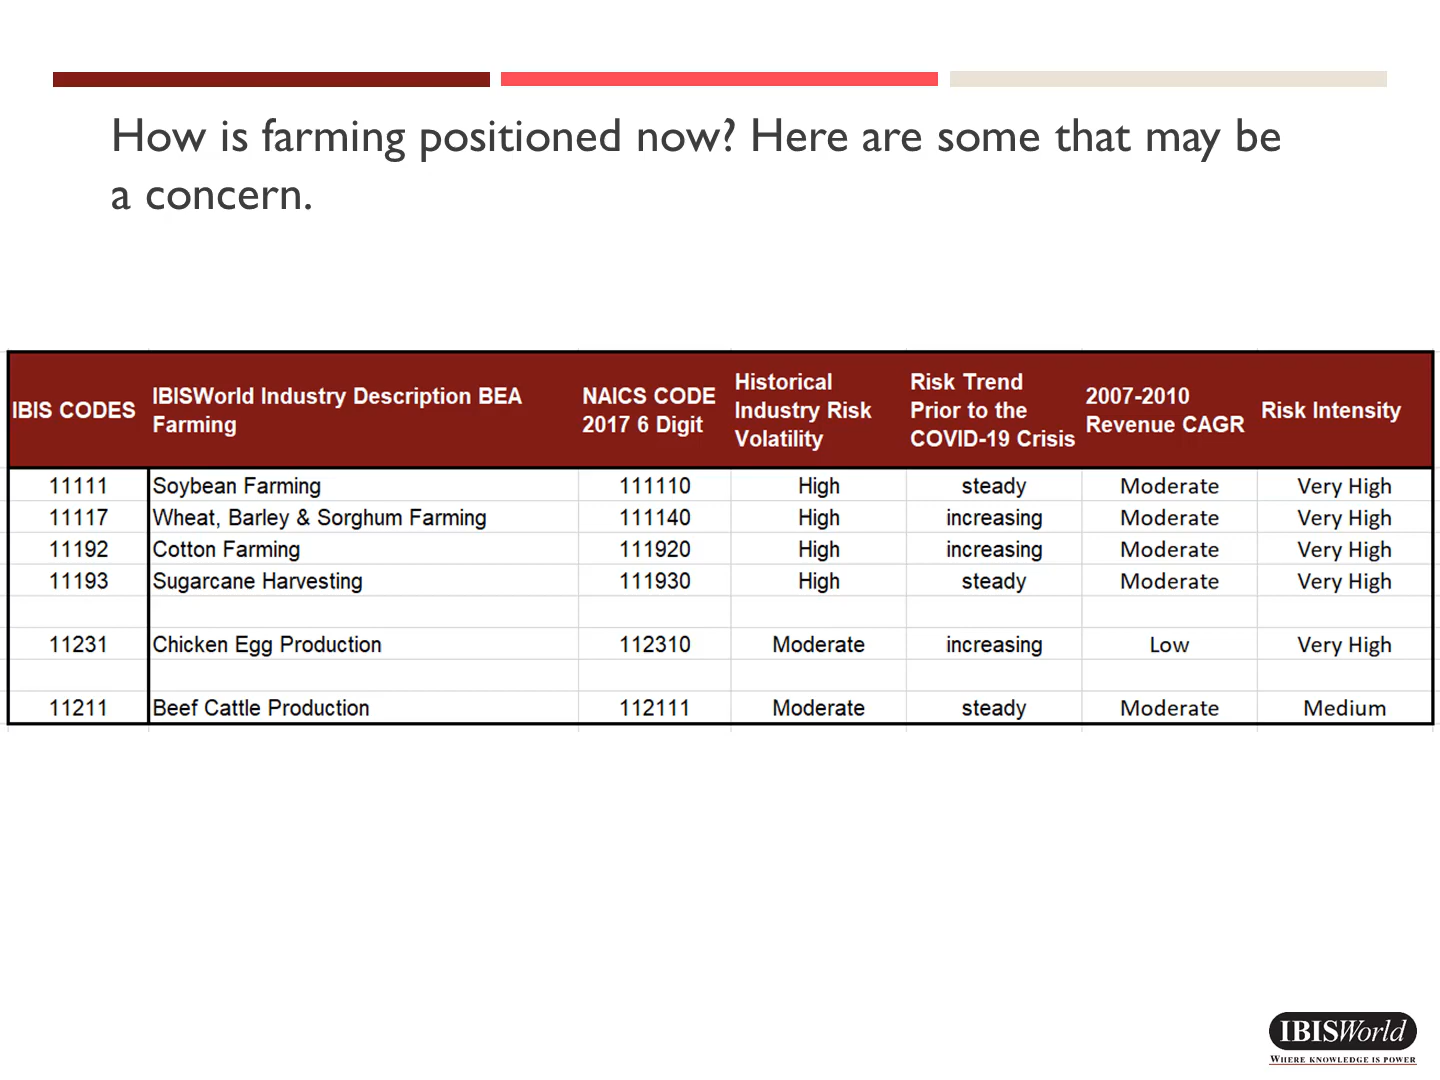 How is farming positioned now? Here are some that may be
a concern.
IBIS CODES IBISWorld Industry Description BEA Farming NAICS CODE 2017 6 Digit Historical Industry Risk Volatility Risk Trend Prior to the COVID-19 Crisis 2007-2010 Revenue CAGR Risk Intensity
11111 Soybean Farming 111110 High steady Moderate Very High
11117 Wheat, Barley & Sorghum Farming 111140 High increasing Moderate Very High
11192 Cotton Farming 111920 High increasing Moderate Very High
11193 Sugarcane Harvesting 111930 High steady Moderate Very High
11231 Chicken Egg Production 112310 Moderate increasing Low Very High
11211 Beef Cattle Production 112111 Moderate steady Moderate Medium
IBISWorld
WHERE KNOWLEDGE IS POWER